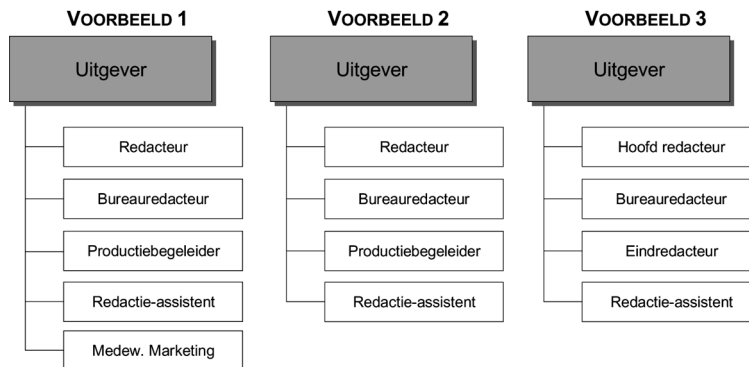 VOORBEELD 1
Uitgever
Redacteur
Bureauredacteur
Productiebegeleider
Redactie-assistent
Medew. Marketing
VOORBEELD 2
Uitgever
Redacteur
Bureauredacteur
Productiebegeleider
Redactie-assistent
VOORBEELD 3
Uitgever
Hoofd redacteur
Bureauredacteur
Eindredacteur
Redactie-assistent